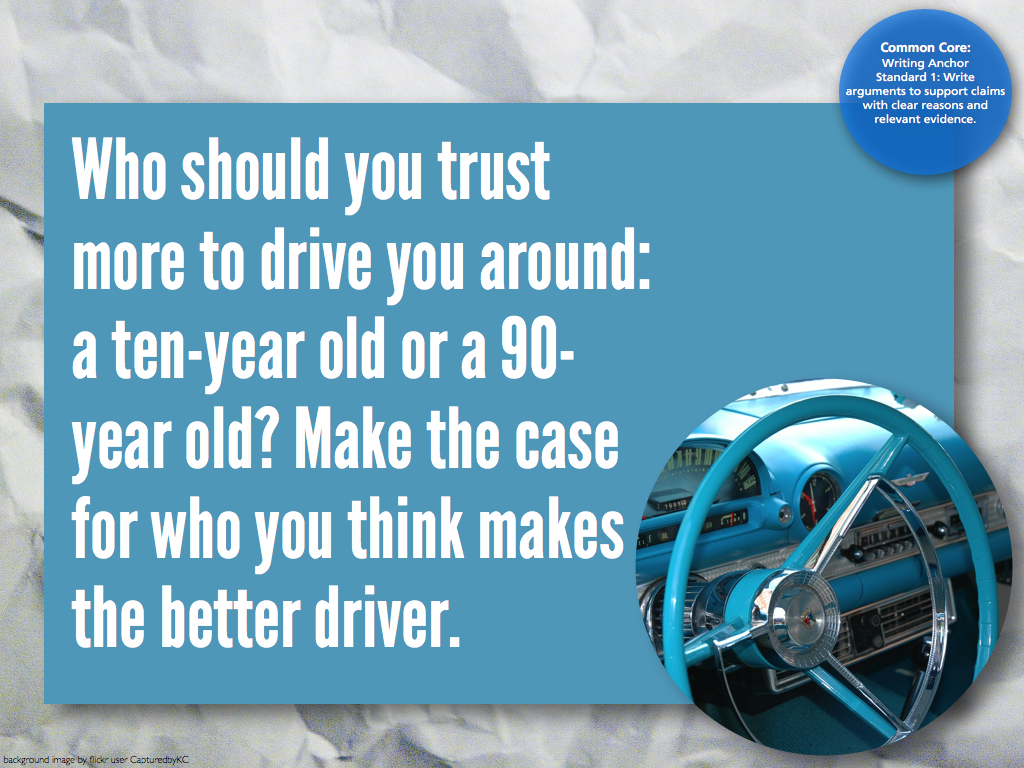 Common Core:
Writing Anchor
Standard 1: Write
arguments to support claims
with clear reasons and
relevant evidence.
Who should you trust
more to drive you around:
a ten-year old or a 90-
year old? Make the case
for who you think makes
the better driver.
background image by flickr user CapturedbyKC